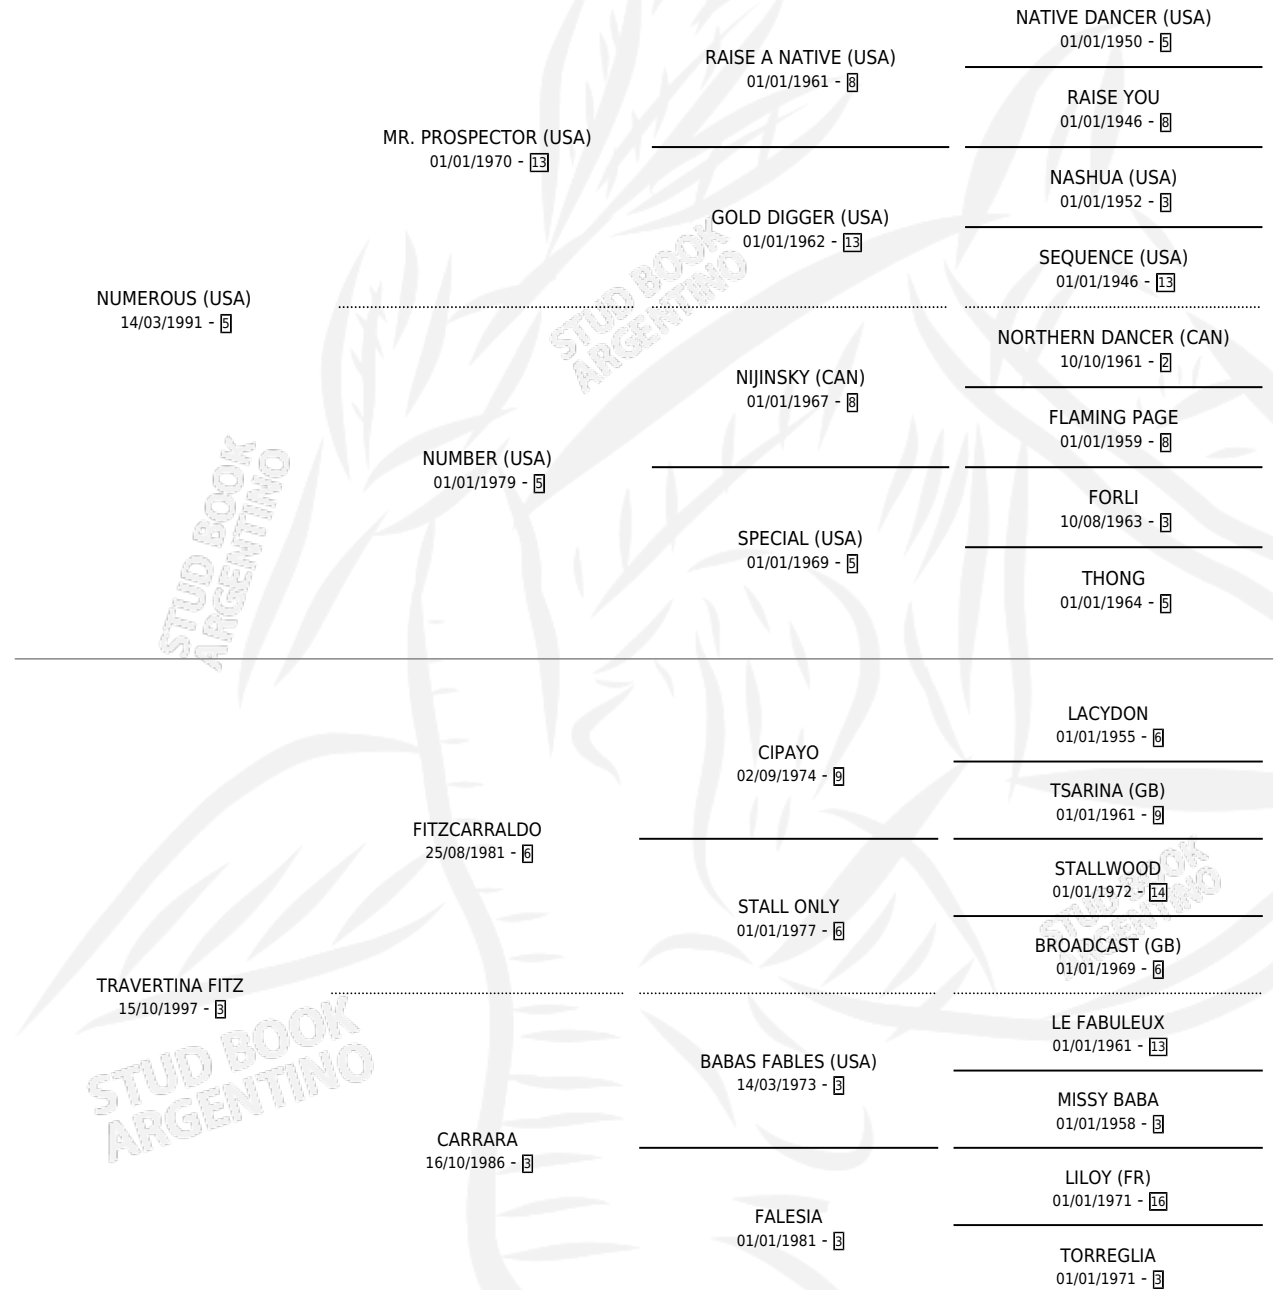 NATIVE DANCER (USA)
01/01/1950 - 5
RAISE A NATIVE (USA)
01/01/1961 - 8
RAISE YOU
01/01/1946 - 8
MR. PROSPECTOR (USA)
01/01/1970 - 13
NASHUA (USA)
01/01/1952 - 3
GOLD DIGGER (USA)
01/01/1962 - 13
SEQUENCE (USA)
01/01/1946 - 13
NUMEROUS (USA)
14/03/1991 - 5
STUD BOOK
ARGENTINO
NORTHERN DANCER (CAN)
10/10/1961 - 2
NIJINSKY (CAN)
01/01/1967 - 8
FLAMING PAGE
01/01/1959 - 8
NUMBER (USA)
01/01/1979 - 5
FORLI
10/08/1963 - 3
SPECIAL (USA)
01/01/1969 - 5
THONG
01/01/1964 - 5
STUD BOOK
ARGENTINO
LACYDON
01/01/1955 - 6
CIPAYO
02/09/1974 - 9
TSARINA (GB)
01/01/1961 - 9
FITZCARRALDO
25/08/1981 - 6
STALLWOOD
01/01/1972 - 14
STUD BOOK
ARGENTINO
STALL ONLY
01/01/1977 - 6
BROADCAST (GB)
01/01/1969 - 6
TRAVERTINA FITZ
15/10/1997 - 3
STUD BOOK
ARGENTINO
LE FABULEUX
01/01/1961 - 13
BABAS FABLES (USA)
14/03/1973 - 3
MISSY BABA
01/01/1958 - 3
CARRARA
16/10/1986 - 3
LILOY (FR)
01/01/1971 - 16
FALESIA
01/01/1981 - 3
TORREGLIA
01/01/1971 - 3